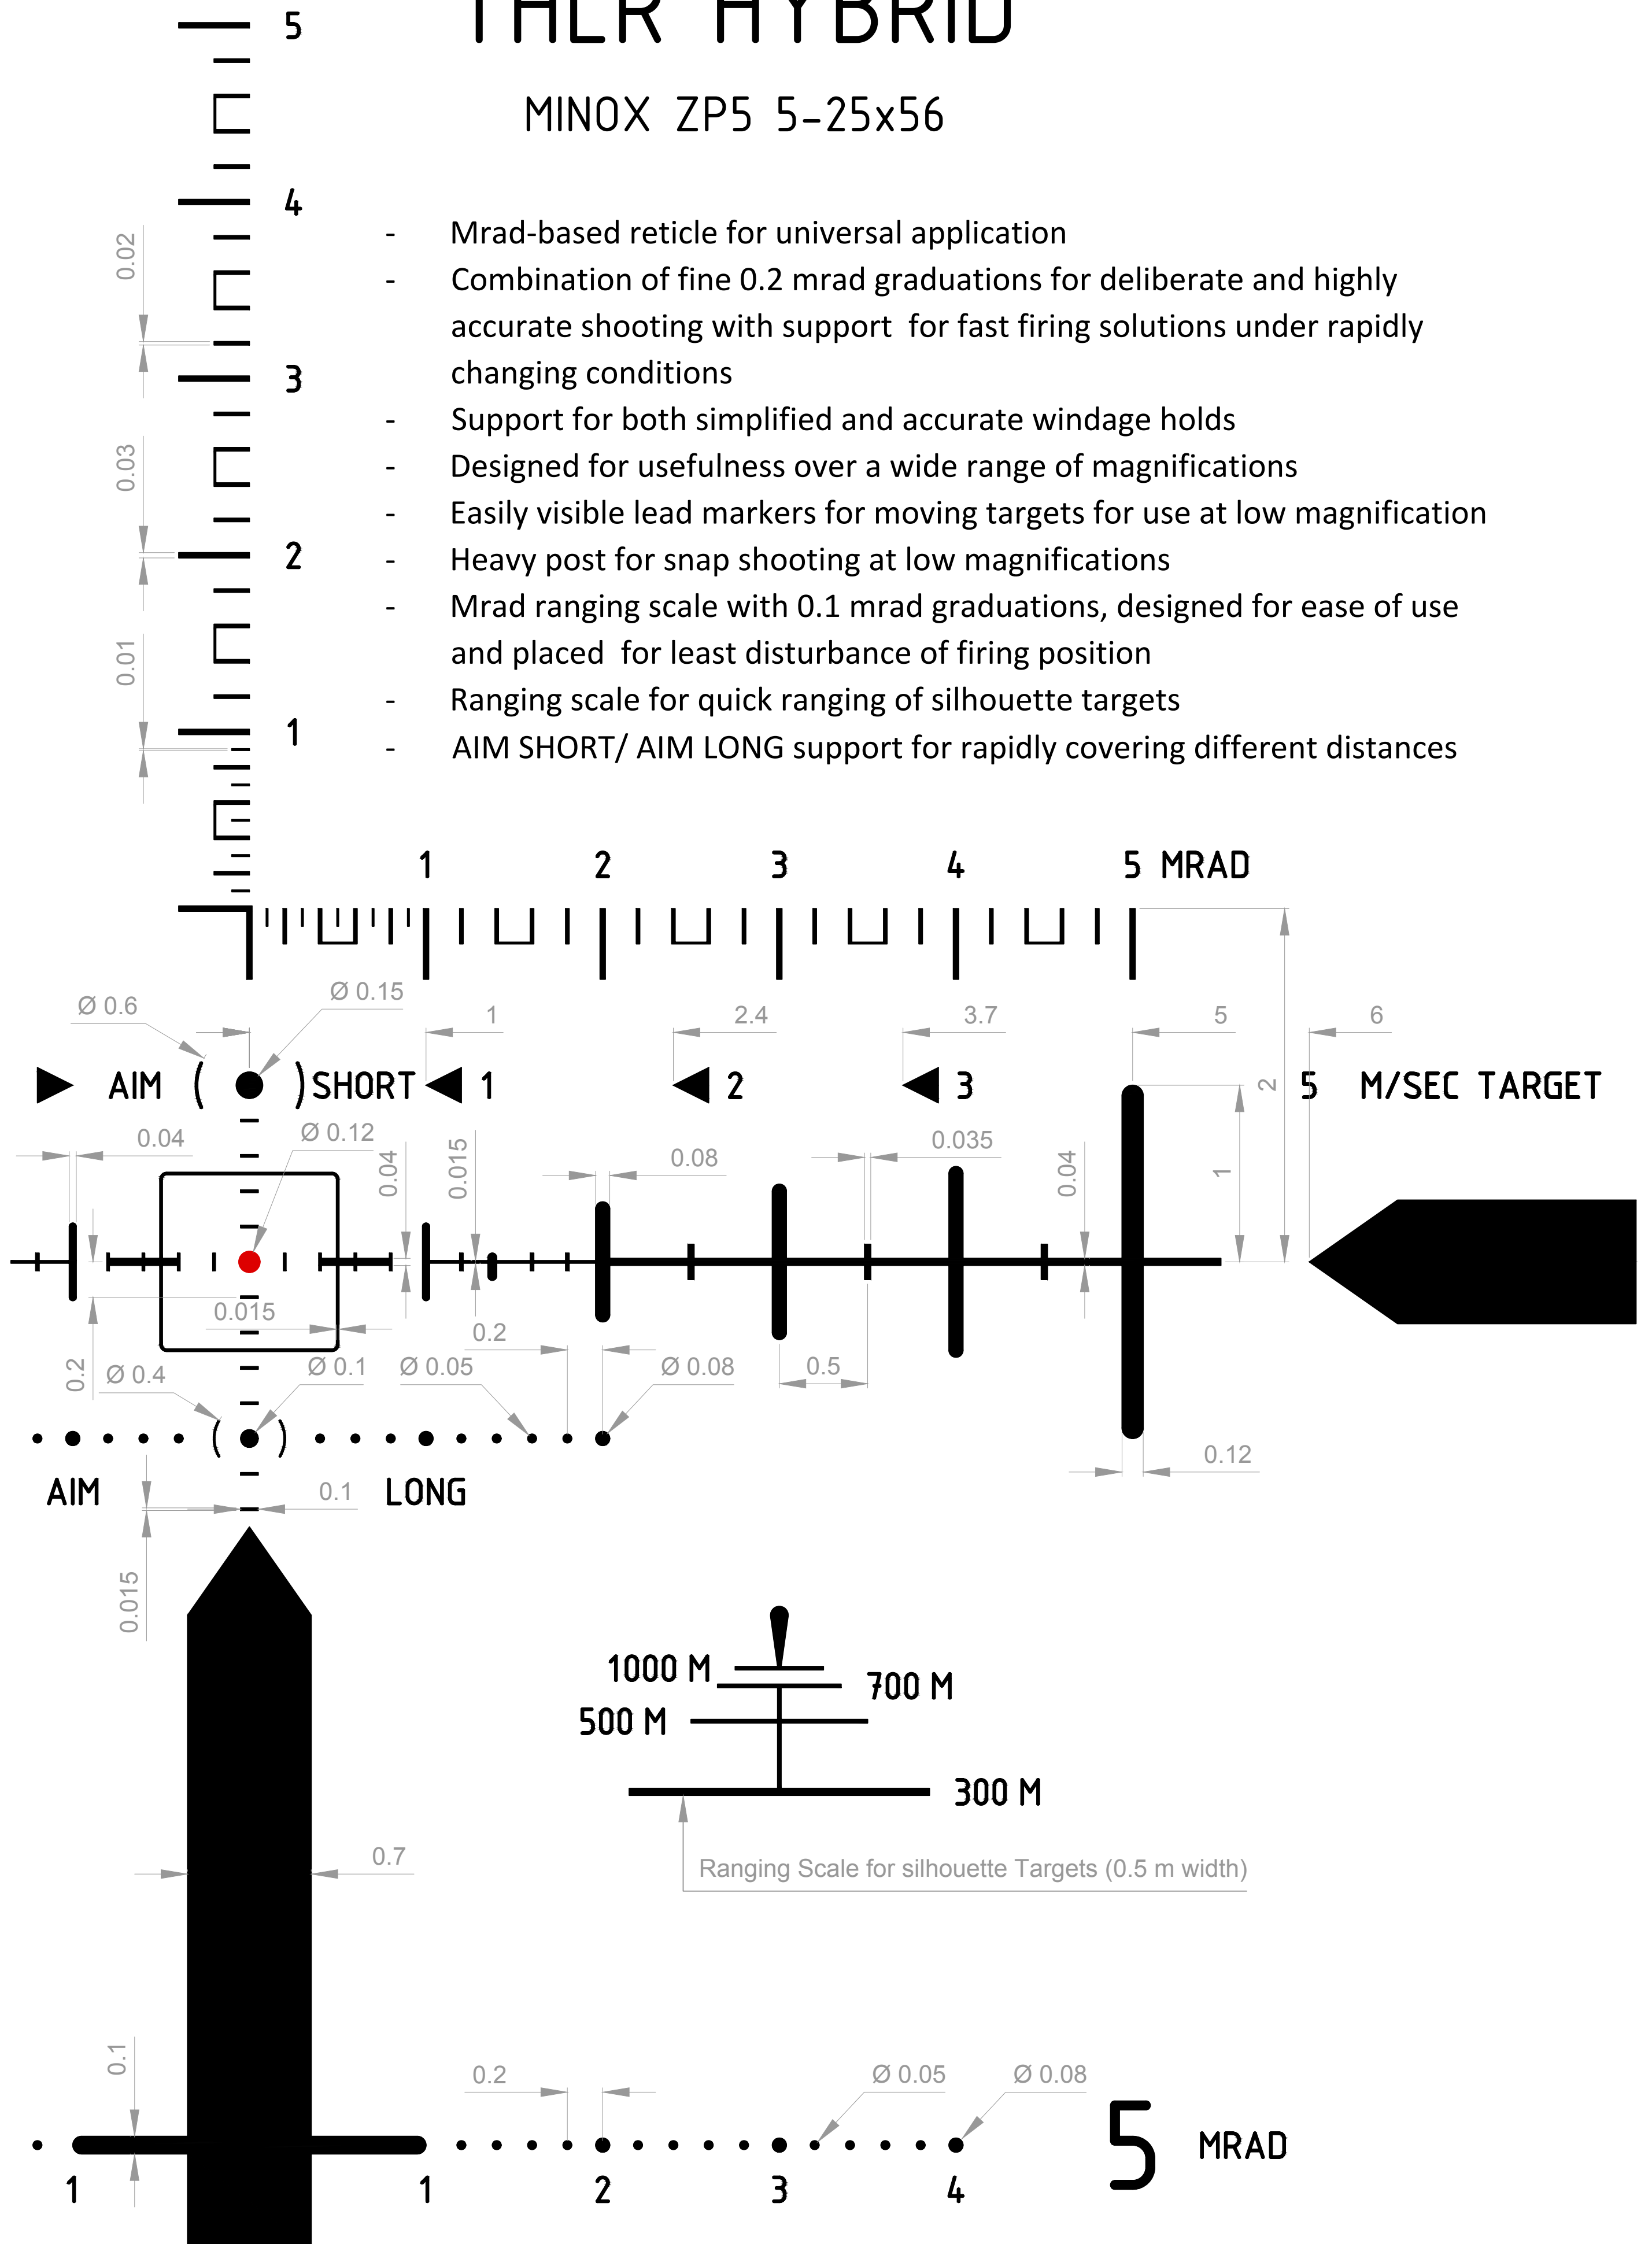 5
THLR HYBRID
MINOX ZP5 5-25x56
4
- Mrad-based reticle for universal application
0.02
- Combination of fine 0.2 mrad graduations for deliberate and highly
accurate shooting with support for fast firing solutions under rapidly
changing conditions
3
- Support for both simplified and accurate windage holds
0.03
- Designed for usefulness over a wide range of magnifications
- Easily visible lead markers for moving targets for use at low magnification
2
- Heavy post for snap shooting at low magnifications
- Mrad ranging scale with 0.1 mrad graduations, designed for ease of use
and placed for least disturbance of firing position
0.01
- Ranging scale for quick ranging of silhouette targets
1
- AIM SHORT/ AIM LONG support for rapidly covering different distances
1 2 3 4 5 MRAD
Ø 0.6 Ø 0.15 1 2.4 3.7 5 6
AIM ( ) SHORT 1 2 3 5 M/SEC TARGET
2
0.04 Ø 0.12 0.04 0.015 0.08 0.035 0.04 1
0.015
0.2 0.2 Ø 0.4 Ø 0.1 Ø 0.05 Ø 0.08 0.5
( )
0.12
AIM LONG
0.1
0.015
1000 M
700 M
500 M
300 M
Ranging Scale for silhouette Targets (0.5 m width)
0.7
0.1 0.2 Ø 0.05 Ø 0.08
5 MRAD
1 1 2 3 4